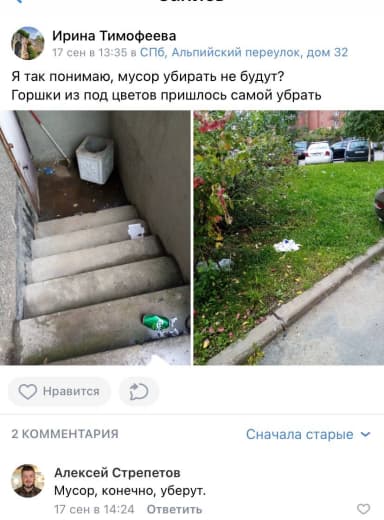 Ирина Тимофеева
17 сен в 13:35 в СПб, Альпийский переулок, дом 32
Я так понимаю, мусор убирать не будут?
Горшки из под цветов пришлось самой убрать
Нравится
2 КОММЕНТАРИЯ
Сначала старые
Алексей Стрепетов
Мусор, конечно, уберут.
17 сен в 14:24 Ответить